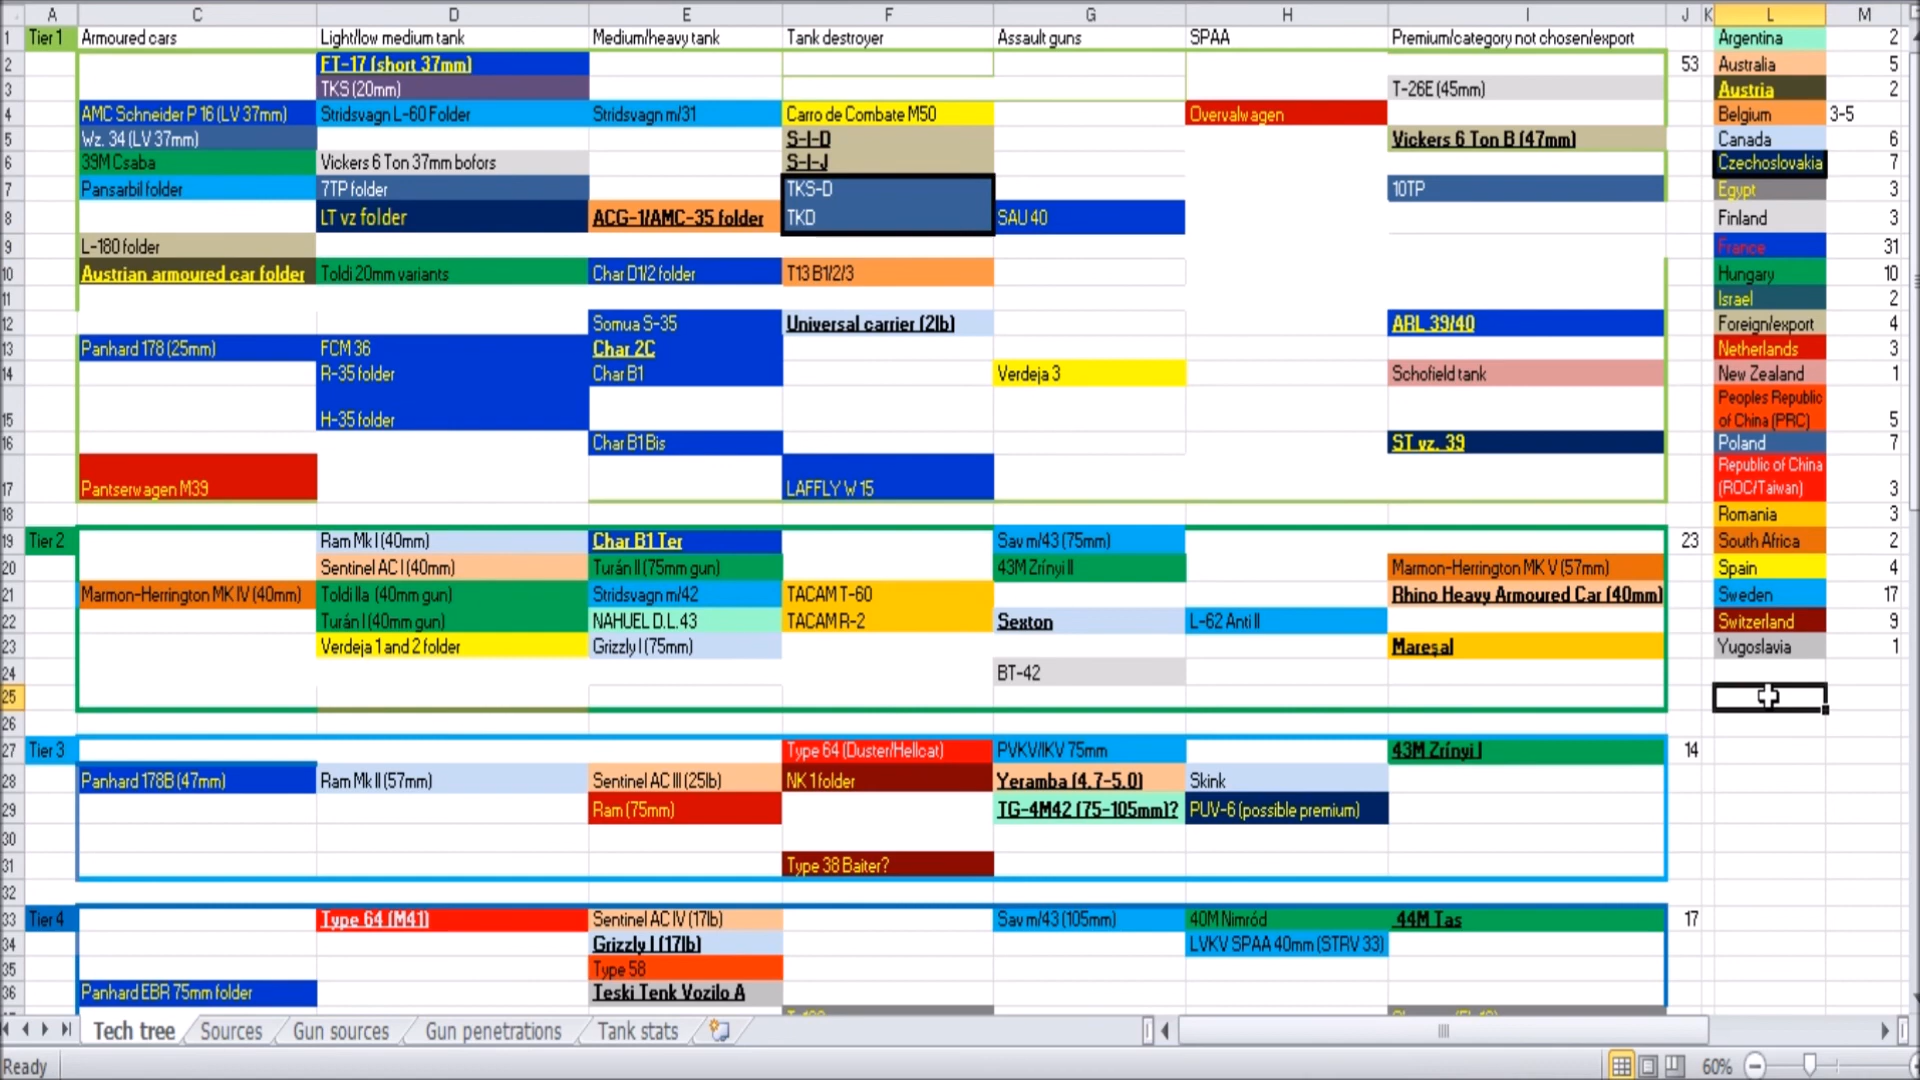 A C D E F G H I J K L M
1 Tier 1 Armoured cars Light/low medium tank Medium/heavy tank Tank destroyer Assault guns SPAA Premium/category not chosen/export Argentina 2
2 FT-17 (short 37mm) 53 Australia 5
3 TKS (20mm) T-26E (45mm) Austria 2
4 AMC Schneider P 16 (LV 37mm) Stridsvagn L-60 Folder Stridsvagn m/31 Carro de Combate M50 Overvalwagen Belgium 3-5
5 Wz. 34 (LV 37mm) S-I-D Vickers 6 Ton B (47mm) Canada 6
6 39M Csaba Vickers 6 Ton 37mm bofors S-I-J Czechoslovakia 7
7 Pansarbil folder 7TP folder TKS-D 10TP Egypt 3
8 LT vz folder ACG-1/AMC-35 folder TKD SAU 40 Finland 3
9 L-180 folder France 31
10 Austrian armoured car folder Toldi 20mm variants Char D1/2 folder T13 B1/2/3 Hungary 10
11 Israel 2
12 Somua S-35 Universal carrier (2lb) ARL 39/40 Foreign/export 4
13 Panhard 178 (25mm) FCM 36 Char 2C Netherlands 3
14 R-35 folder Char B1 Verdeja 3 Schofield tank New Zealand 1
Peoples Republic
15 H-35 folder of China (PRC) 5
16 Char B1 Bis ST vz. 39 Poland 7
Republic of China
17 Pantserwagen M39 LAFFLY W 15 (ROC/Taiwan) 3
18 Romania 3
19 Tier 2 Ram Mk I (40mm) Char B1 Ter Sav m/43 (75mm) 23 South Africa 2
20 Sentinel AC I (40mm) Turán II (75mm gun) 43M Zrínyi II Marmon-Herrington MK V (57mm) Spain 4
21 Marmon-Herrington MK IV (40mm) Toldi IIa (40mm gun) Stridsvagn m/42 TACAM T-60 Rhino Heavy Armoured Car (40mm) Sweden 17
22 Turán I (40mm gun) NAHUEL D.L.43 TACAM R-2 Sexton L-62 Anti II Switzerland 9
23 Verdeja 1 and 2 folder Grizzly I (75mm) Mareşal Yugoslavia 1
24 BT-42
25
26
27 Tier 3 Type 64 (Duster/Hellcat) PVKV/IKV 75mm 43M Zrínyi I 14
28 Panhard 178B (47mm) Ram Mk II (57mm) Sentinel AC III (25lb) NK 1 folder Yeramba (4.7-5.0) Skink
29 Ram (75mm) TG-4M42 (75-105mm)? PUV-6 (possible premium)
30
31 Type 38 Baiter?
32
33 Tier 4 Type 64 (M41) Sentinel AC IV (17lb) Sav m/43 (105mm) 40M Nimród 44M Tas 17
34 Grizzly I (17lb) LVKV SPAA 40mm (STRV 33)
35 Type 58
36 Panhard EBR 75mm folder Teski Tenk Vozilo A
Tech tree Sources Gun sources Gun penetrations Tank stats
Ready 60%